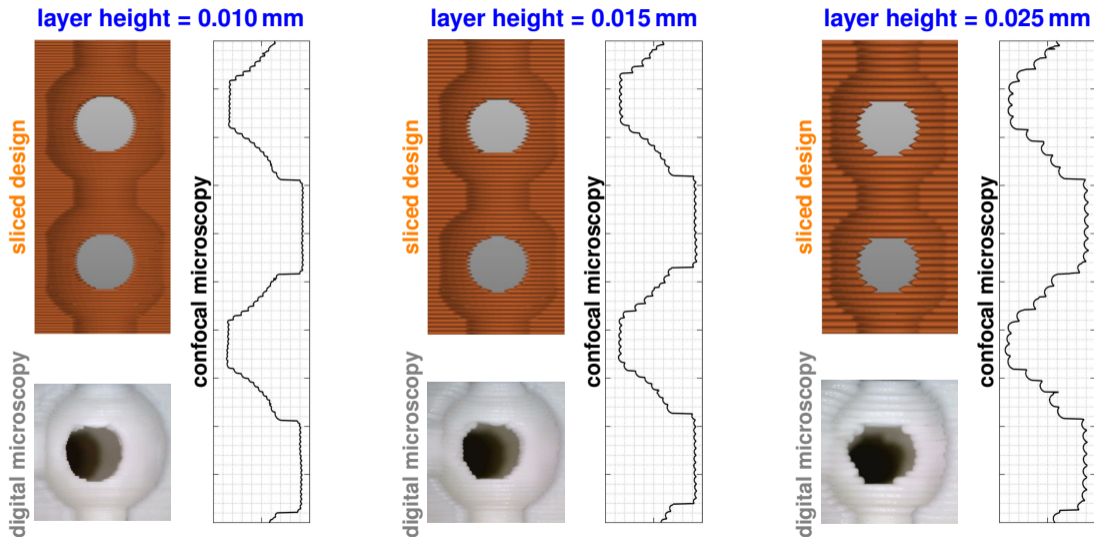 layer height = 0.010 mm
sliced design
digital microscopy
confocal microscopy
layer height = 0.015 mm
sliced design
digital microscopy
confocal microscopy
layer height = 0.025 mm
sliced design
digital microscopy
confocal microscopy